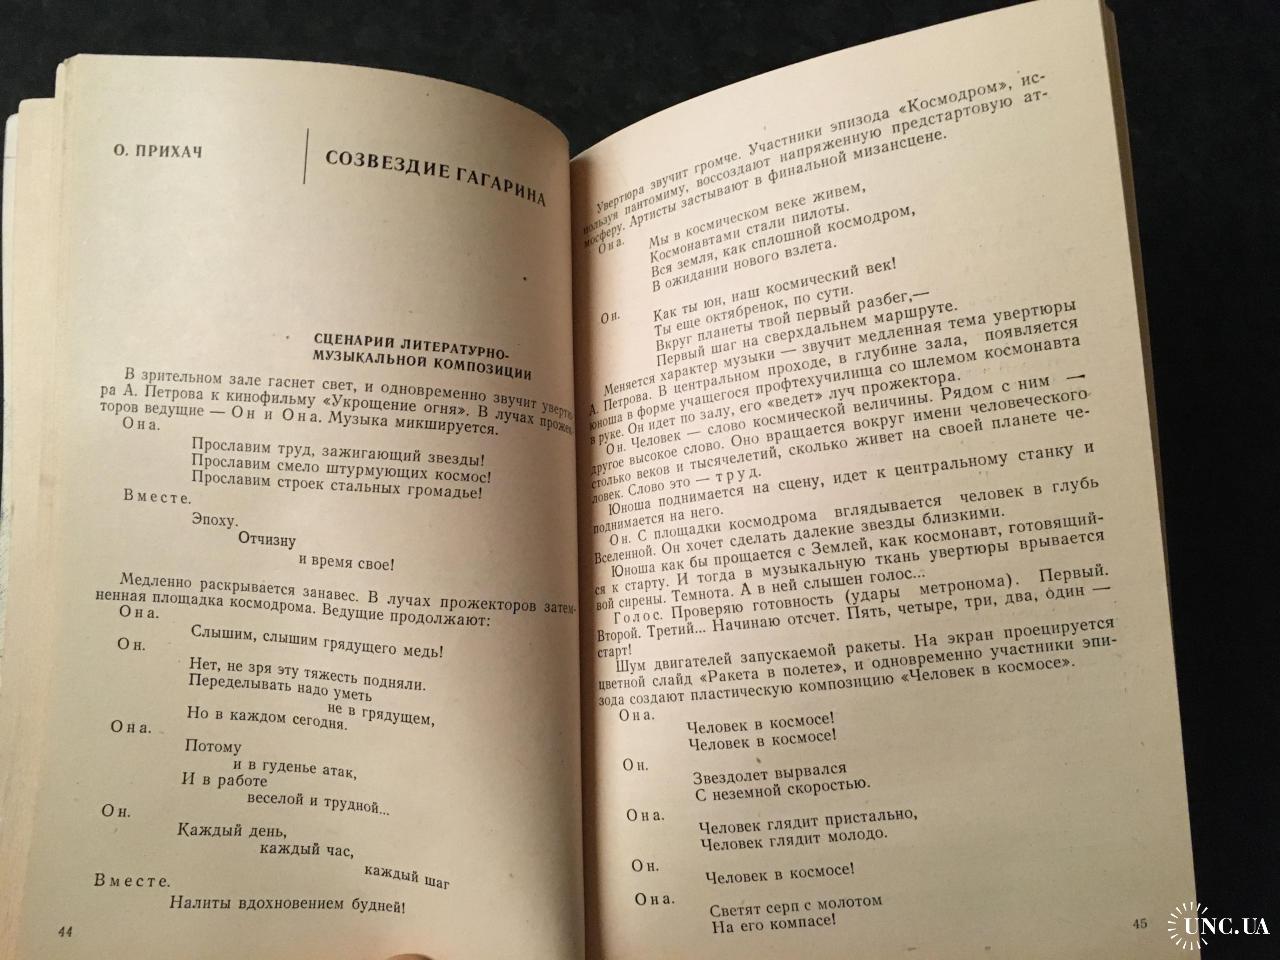 О. ПРИХАЧ
СОЗВЕЗДИЕ ГАГАРИНА
СЦЕНАРИЙ ЛИТЕРАТУРНО-
МУЗЫКАЛЬНОЙ КОМПОЗИЦИИ
В зрительном зале гаснет свет, и одновременно звучит увертю-
ра А. Петрова к кинофильму «Укрощение огня». В лучах прожек-
торов ведущие — Он и Она. Музыка микшируется.
Она.
Прославим труд, зажигающий звезды!
Прославим смело штурмующих космос!
Прославим строек стальных громадье!
Вместе.
Эпоху.
Отчизну
и время свое!
Медленно раскрывается занавес. В лучах прожекторов затем-
ненная площадка космодрома. Ведущие продолжают:
Она.
Слышим, слышим грядущего медь!
Он.
Нет, не зря эту тяжесть подняли.
Переделывать надо уметь
не в грядущем,
Но в каждом сегодня.
Она.
Потому
и в гуденье атак,
И в работе
веселой и трудной...
Он.
Каждый день,
каждый час,
каждый шаг
Вместе.
Налиты вдохновением будней!
44
Увертюра звучит громче. Участники эпизода «Космодром», ис-
пользуя пантомиму, воссоздают напряженную предстартовую ат-
мосферу. Артисты застывают в финальной мизансцене.
Она.
Мы в космическом веке живем,
Космонавтами стали пилоты.
Вся земля, как сплошной космодром,
В ожидании нового взлета.
Он.
Как ты юн, наш космический век!
Ты еще октябренок, по сути.
Вкруг планеты твой первый разбег,—
Первый шаг на сверхдальнем маршруте.
Меняется характер музыки — звучит медленная тема увертюры
А. Петрова. В центральном проходе, в глубине зала, появляется
юноша в форме учащегося профтехучилища со шлемом космонавта
в руке. Он идет по залу, его «ведет» луч прожектора.
Он. Человек — слово космической величины. Рядом с ним —
другое высокое слово. Оно вращается вокруг имени человеческого
столько веков и тысячелетий, сколько живет на своей планете че-
ловек. Слово это — труд.
Юноша поднимается на сцену, идет к центральному станку и
поднимается на него.
Он. С площадки космодрома вглядывается человек в глубь
Вселенной. Он хочет сделать далекие звезды близкими.
Юноша как бы прощается с Землей, как космонавт, готовящий-
ся к старту. И тогда в музыкальную ткань увертюры врывается
вой сирены. Темнота. А в ней слышен голос...
Голос. Проверяю готовность (удары метронома). Первый.
Второй. Третий... Начинаю отсчет. Пять, четыре, три, два, один —
старт!
Шум двигателей запускаемой ракеты. На экран проецируется
цветной слайд «Ракета в полете», и одновременно участники эпи-
зода создают пластическую композицию «Человек в космосе».
Она.
Человек в космосе!
Человек в космосе!
Он.
Звездолет вырвался
С неземной скоростью.
Она.
Человек глядит пристально,
Человек глядит молодо.
Он.
Человек в космосе!
Она.
Светят серп с молотом
На его компасе!
45
UNC.UA